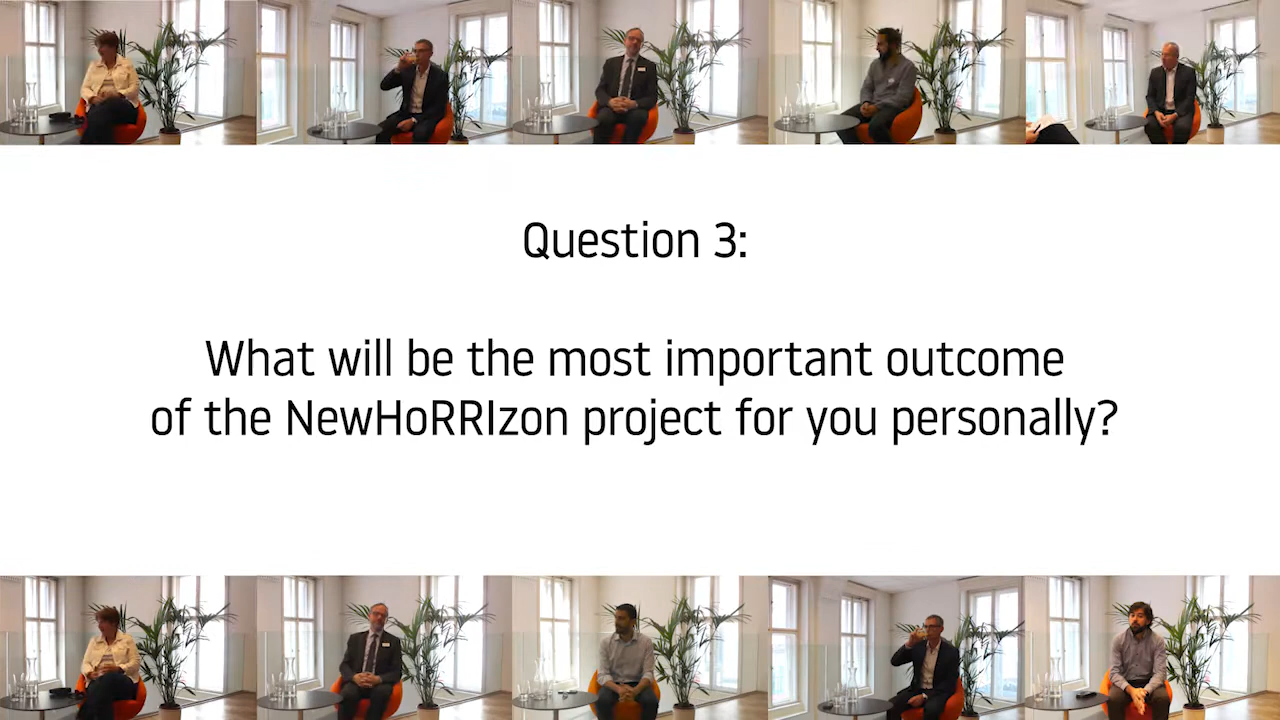 Question 3:
What will be the most important outcome
of the NewHoRRIzon project for you personally?